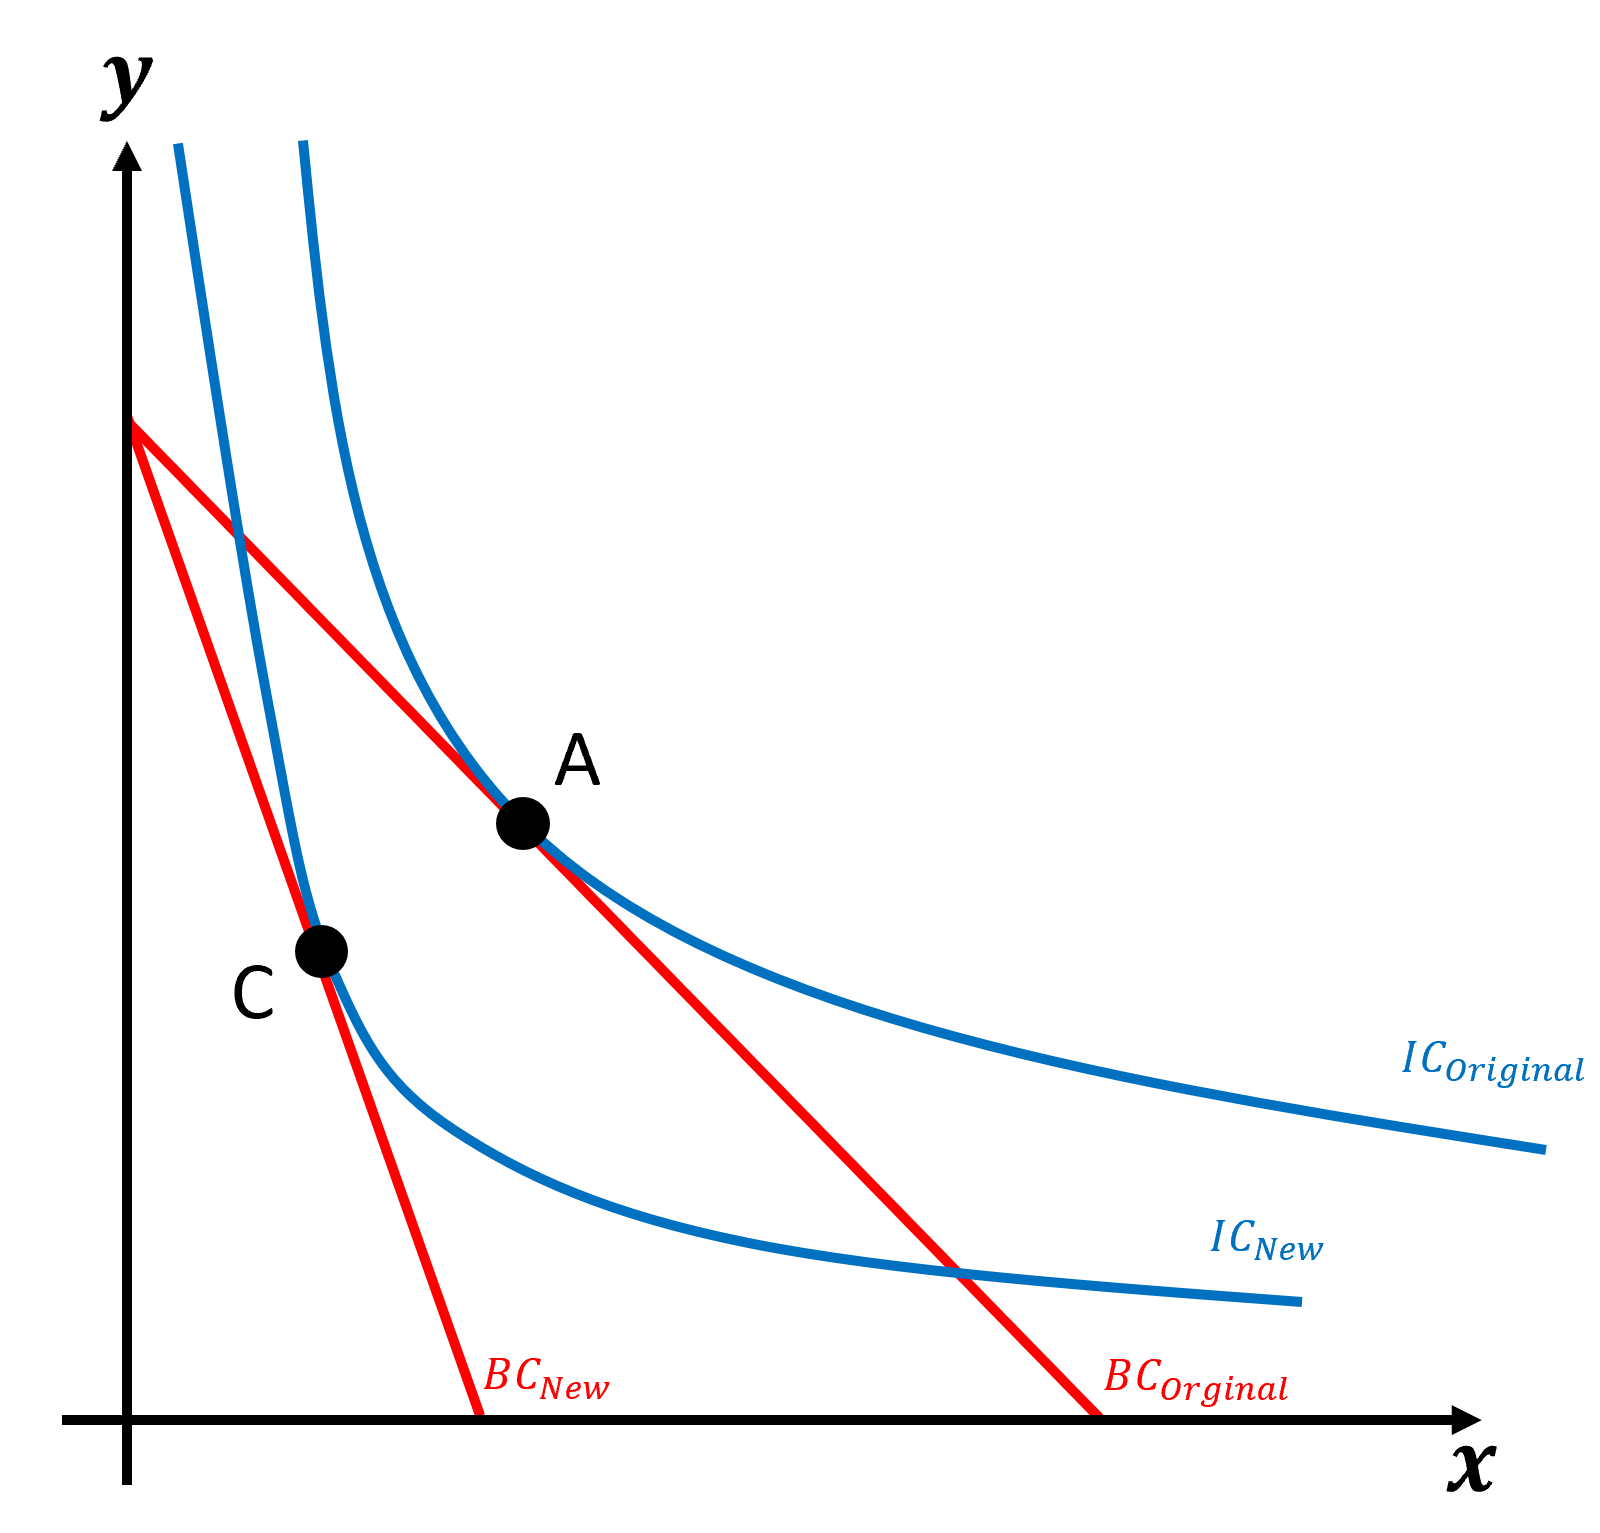 y
A
C
IC_Original
IC_New
BC_New
BC_Orginal
x